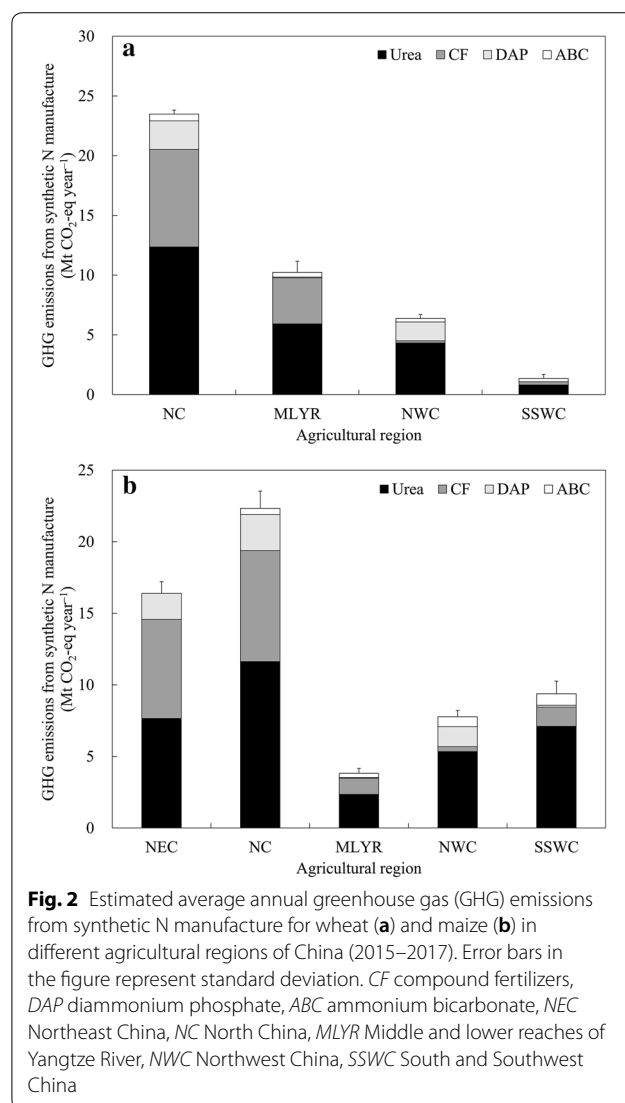 a
■ Urea ■ CF □ DAP □ ABC
30
25
20
15
10
5
0
GHG emissions from synthetic N manufacture
(Mt CO₂-eq year⁻¹)
NC MLYR NWC SSWC
Agricultural region
b
■ Urea ■ CF □ DAP □ ABC
25
20
15
10
5
0
GHG emissions from synthetic N manufacture
(Mt CO₂-eq year⁻¹)
NEC NC MLYR NWC SSWC
Agricultural region
Fig. 2 Estimated average annual greenhouse gas (GHG) emissions
from synthetic N manufacture for wheat (a) and maize (b) in
different agricultural regions of China (2015–2017). Error bars in
the figure represent standard deviation. CF compound fertilizers,
DAP diammonium phosphate, ABC ammonium bicarbonate, NEC
Northeast China, NC North China, MLYR Middle and lower reaches of
Yangtze River, NWC Northwest China, SSWC South and Southwest
China